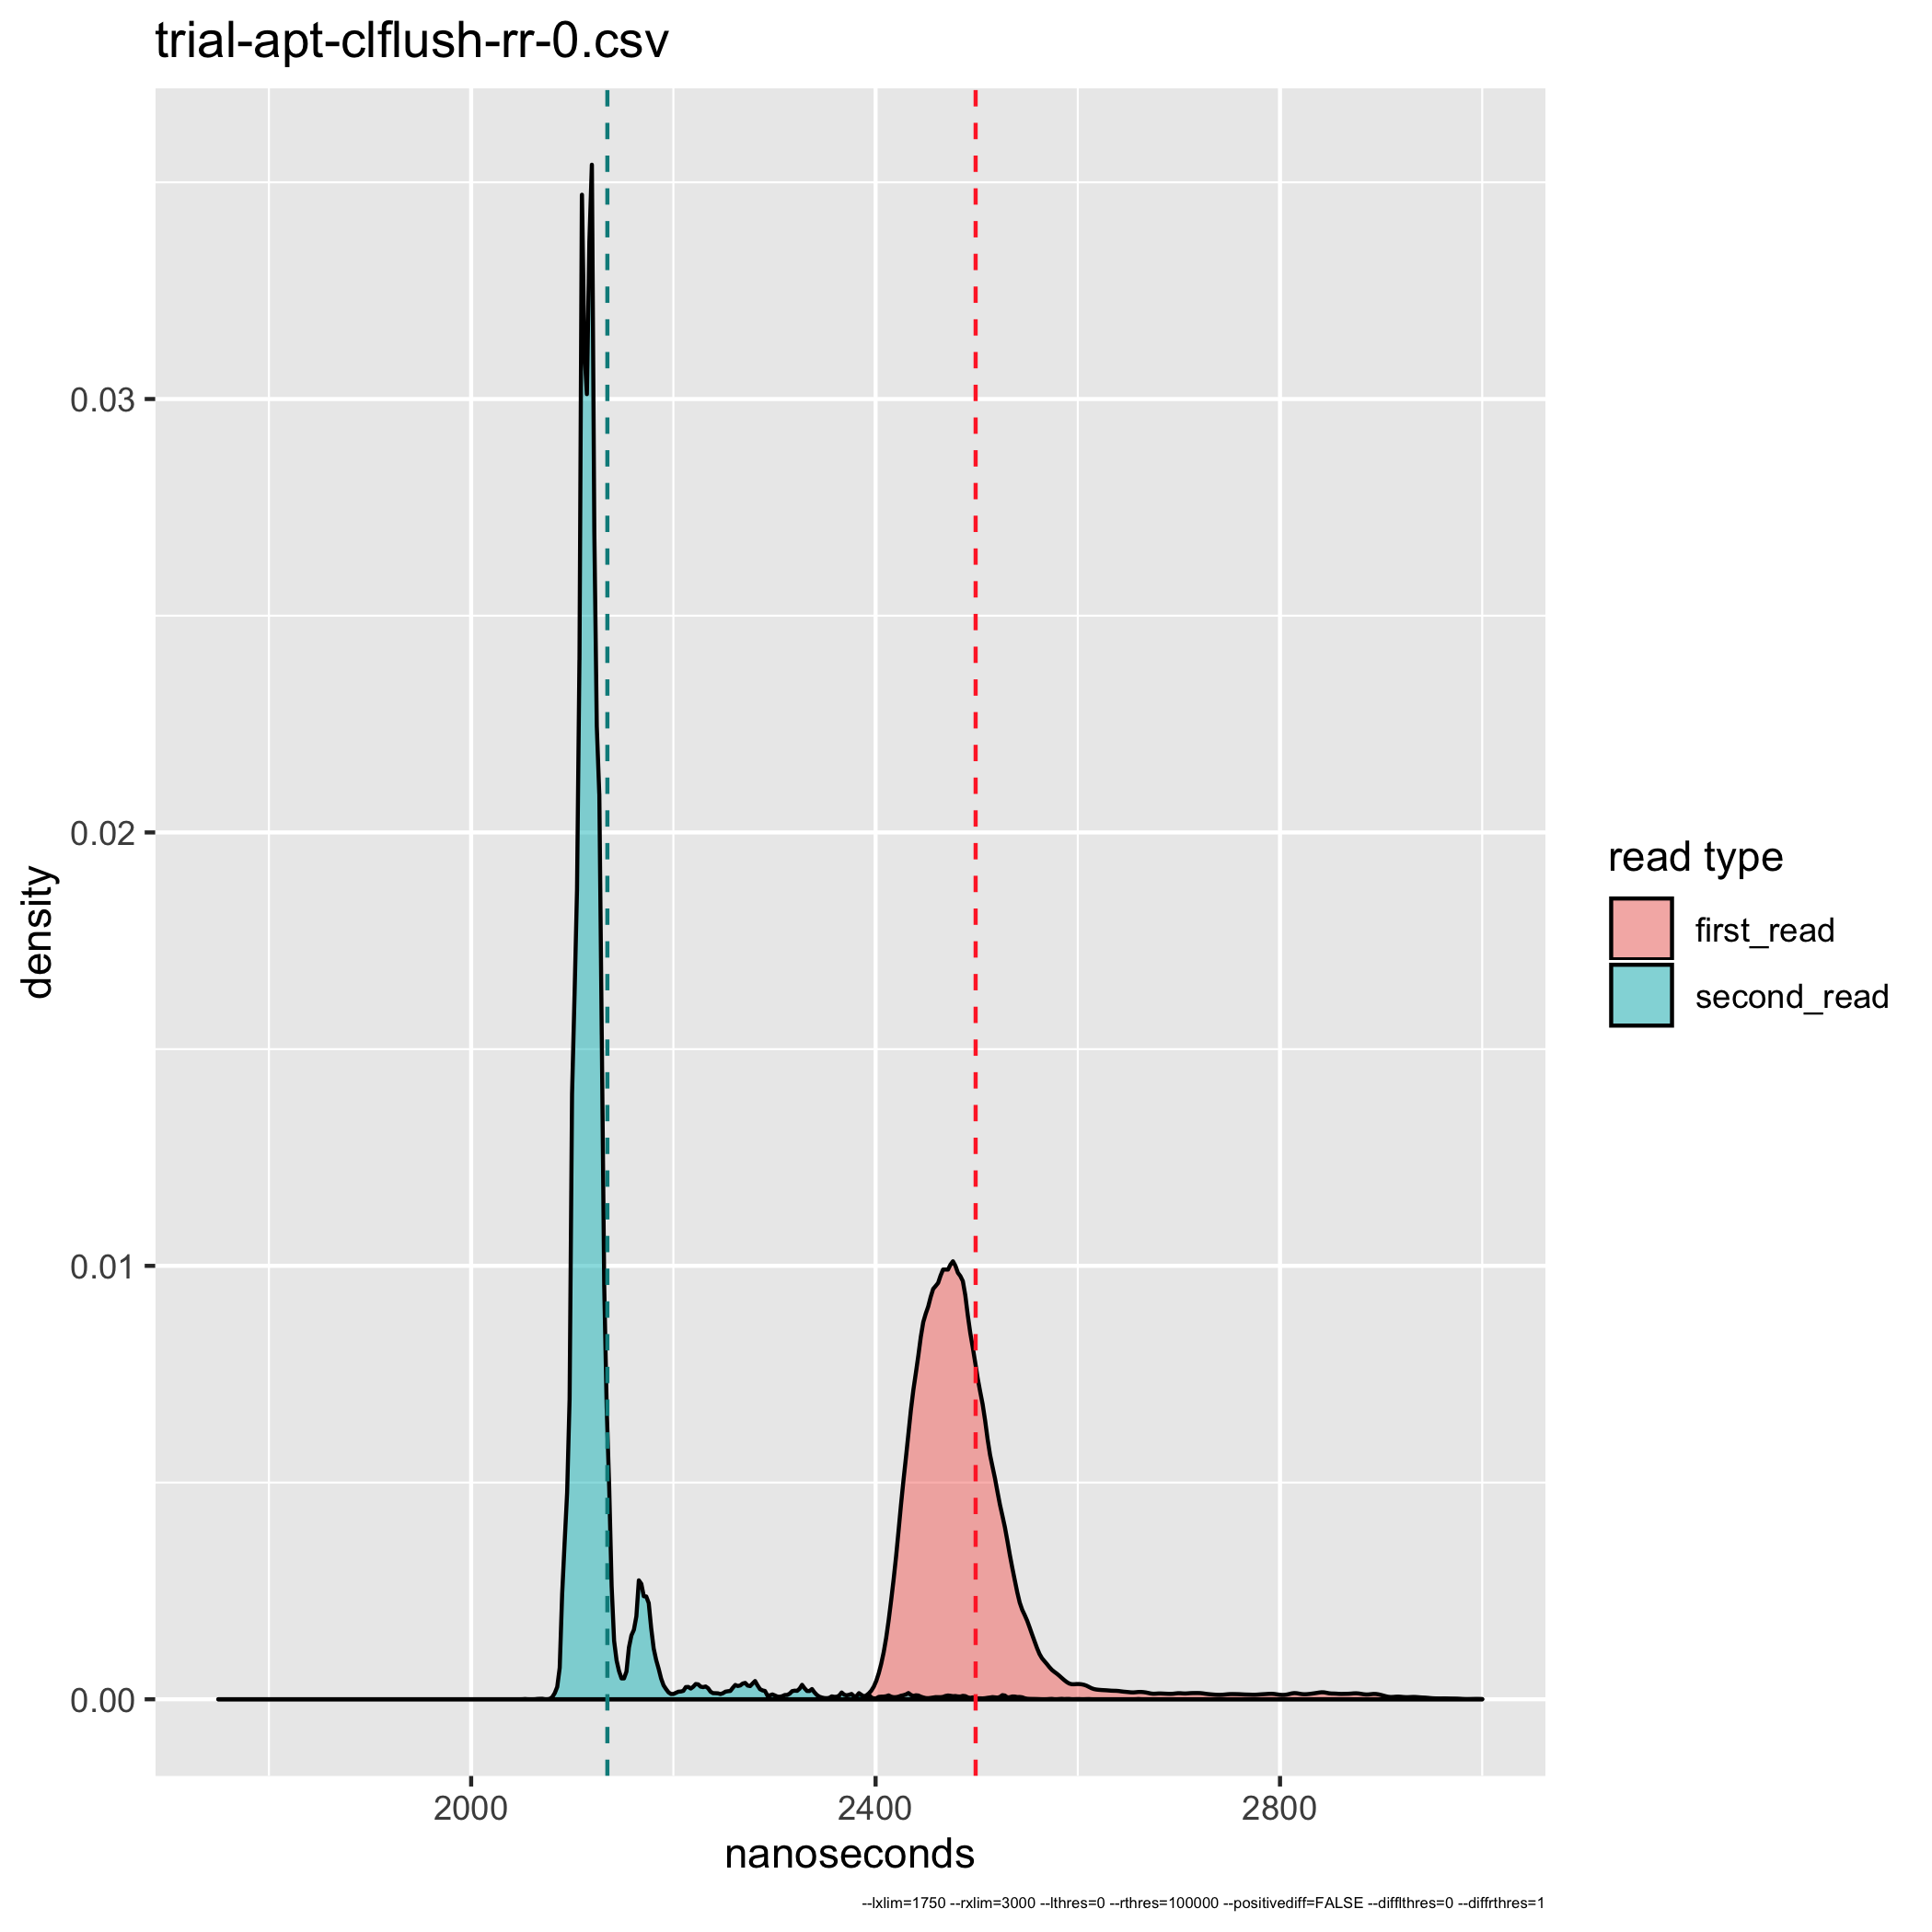 trial-apt-clflush-rr-0.csv
0.03
0.02
0.01
0.00
density
2000 2400 2800
nanoseconds
read type
first_read
second_read
--lxlim=1750 --rxlim=3000 --lthres=0 --rthres=100000 --positivediff=FALSE --difflthres=0 --diffrthres=1